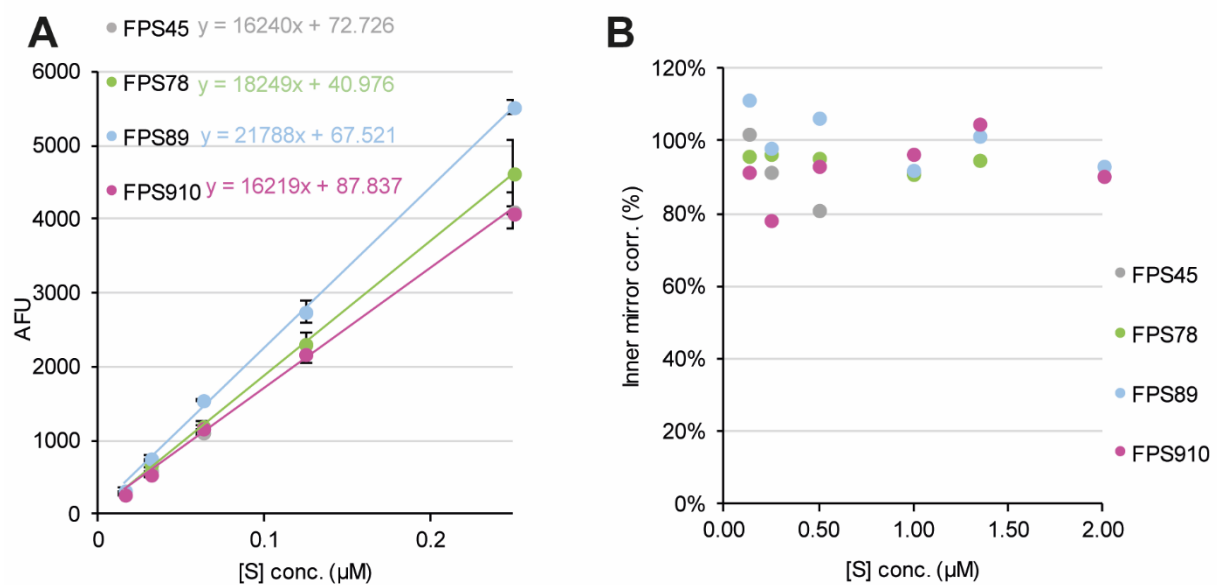 A
FPS45 y = 16240x + 72.726
FPS78 y = 18249x + 40.976
FPS89 y = 21788x + 67.521
FPS910 y = 16219x + 87.837
6000
5000
4000
3000
2000
1000
0
AFU
0 0.1 0.2
[S] conc. (µM)
B
120%
100%
80%
60%
40%
20%
0%
Inner mirror corr. (%)
0.00 0.50 1.00 1.50 2.00
[S] conc. (µM)
FPS45
FPS78
FPS89
FPS910